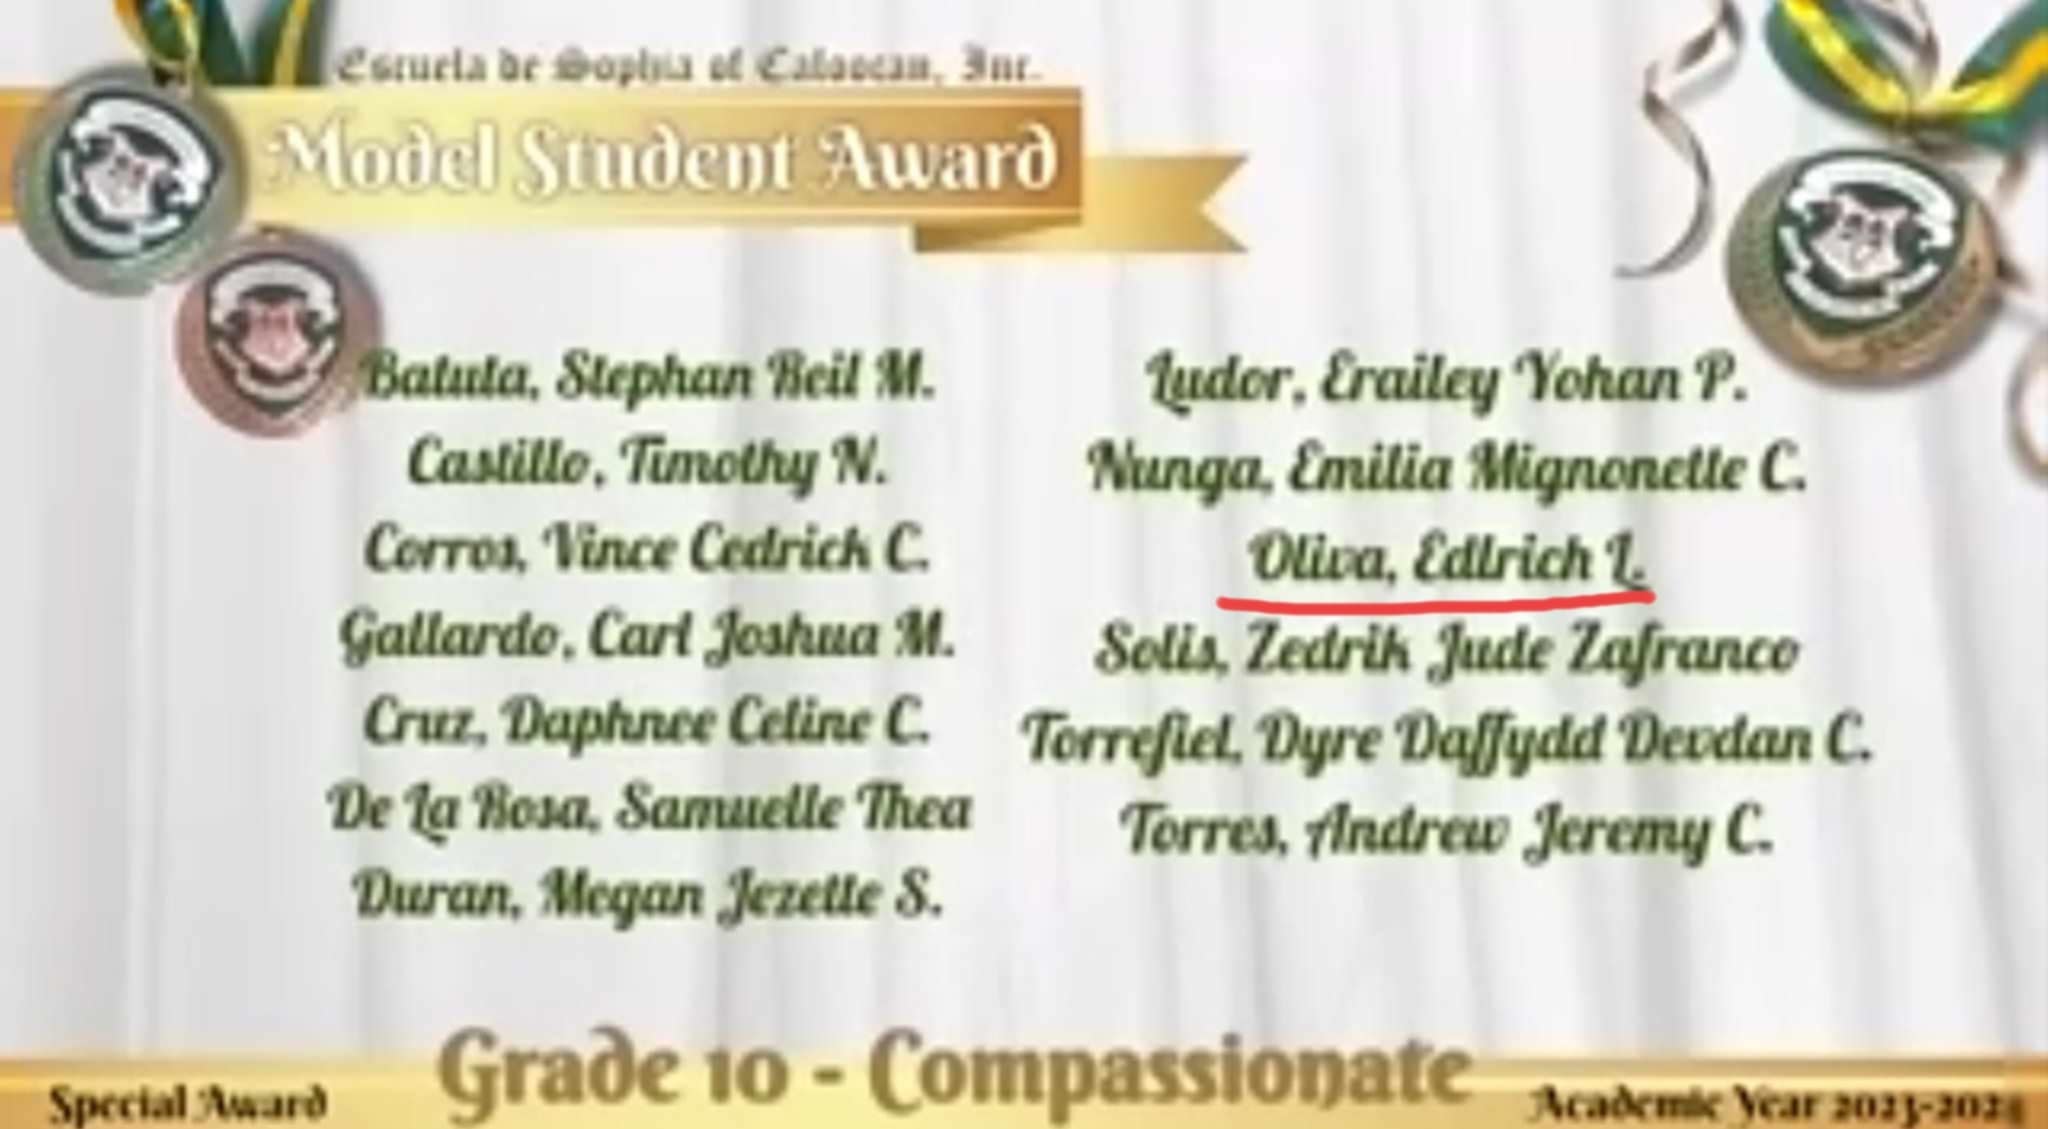 Escuela de Sophia of Caloocan, Inc.
Model Student Award
Batuta, Stephan Reil M.
Castillo, Timothy N.
Corros, Vince Cedrick C.
Gallardo, Carl Joshua M.
Cruz, Daphnee Celine C.
De La Rosa, Samuelle Thea
Duran, Megan Jezette S.
Ludor, Erailey Yohan P.
Nunga, Emilia Mignonette C.
Oliva, Edlrich L.
Solis, Zedrik Jude Zafranco
Torrefiel, Dyre Daffydd Devdan C.
Torres, Andrew Jeremy C.
Grade 10 - Compassionate
Special Award
Academic Year 2023-2024